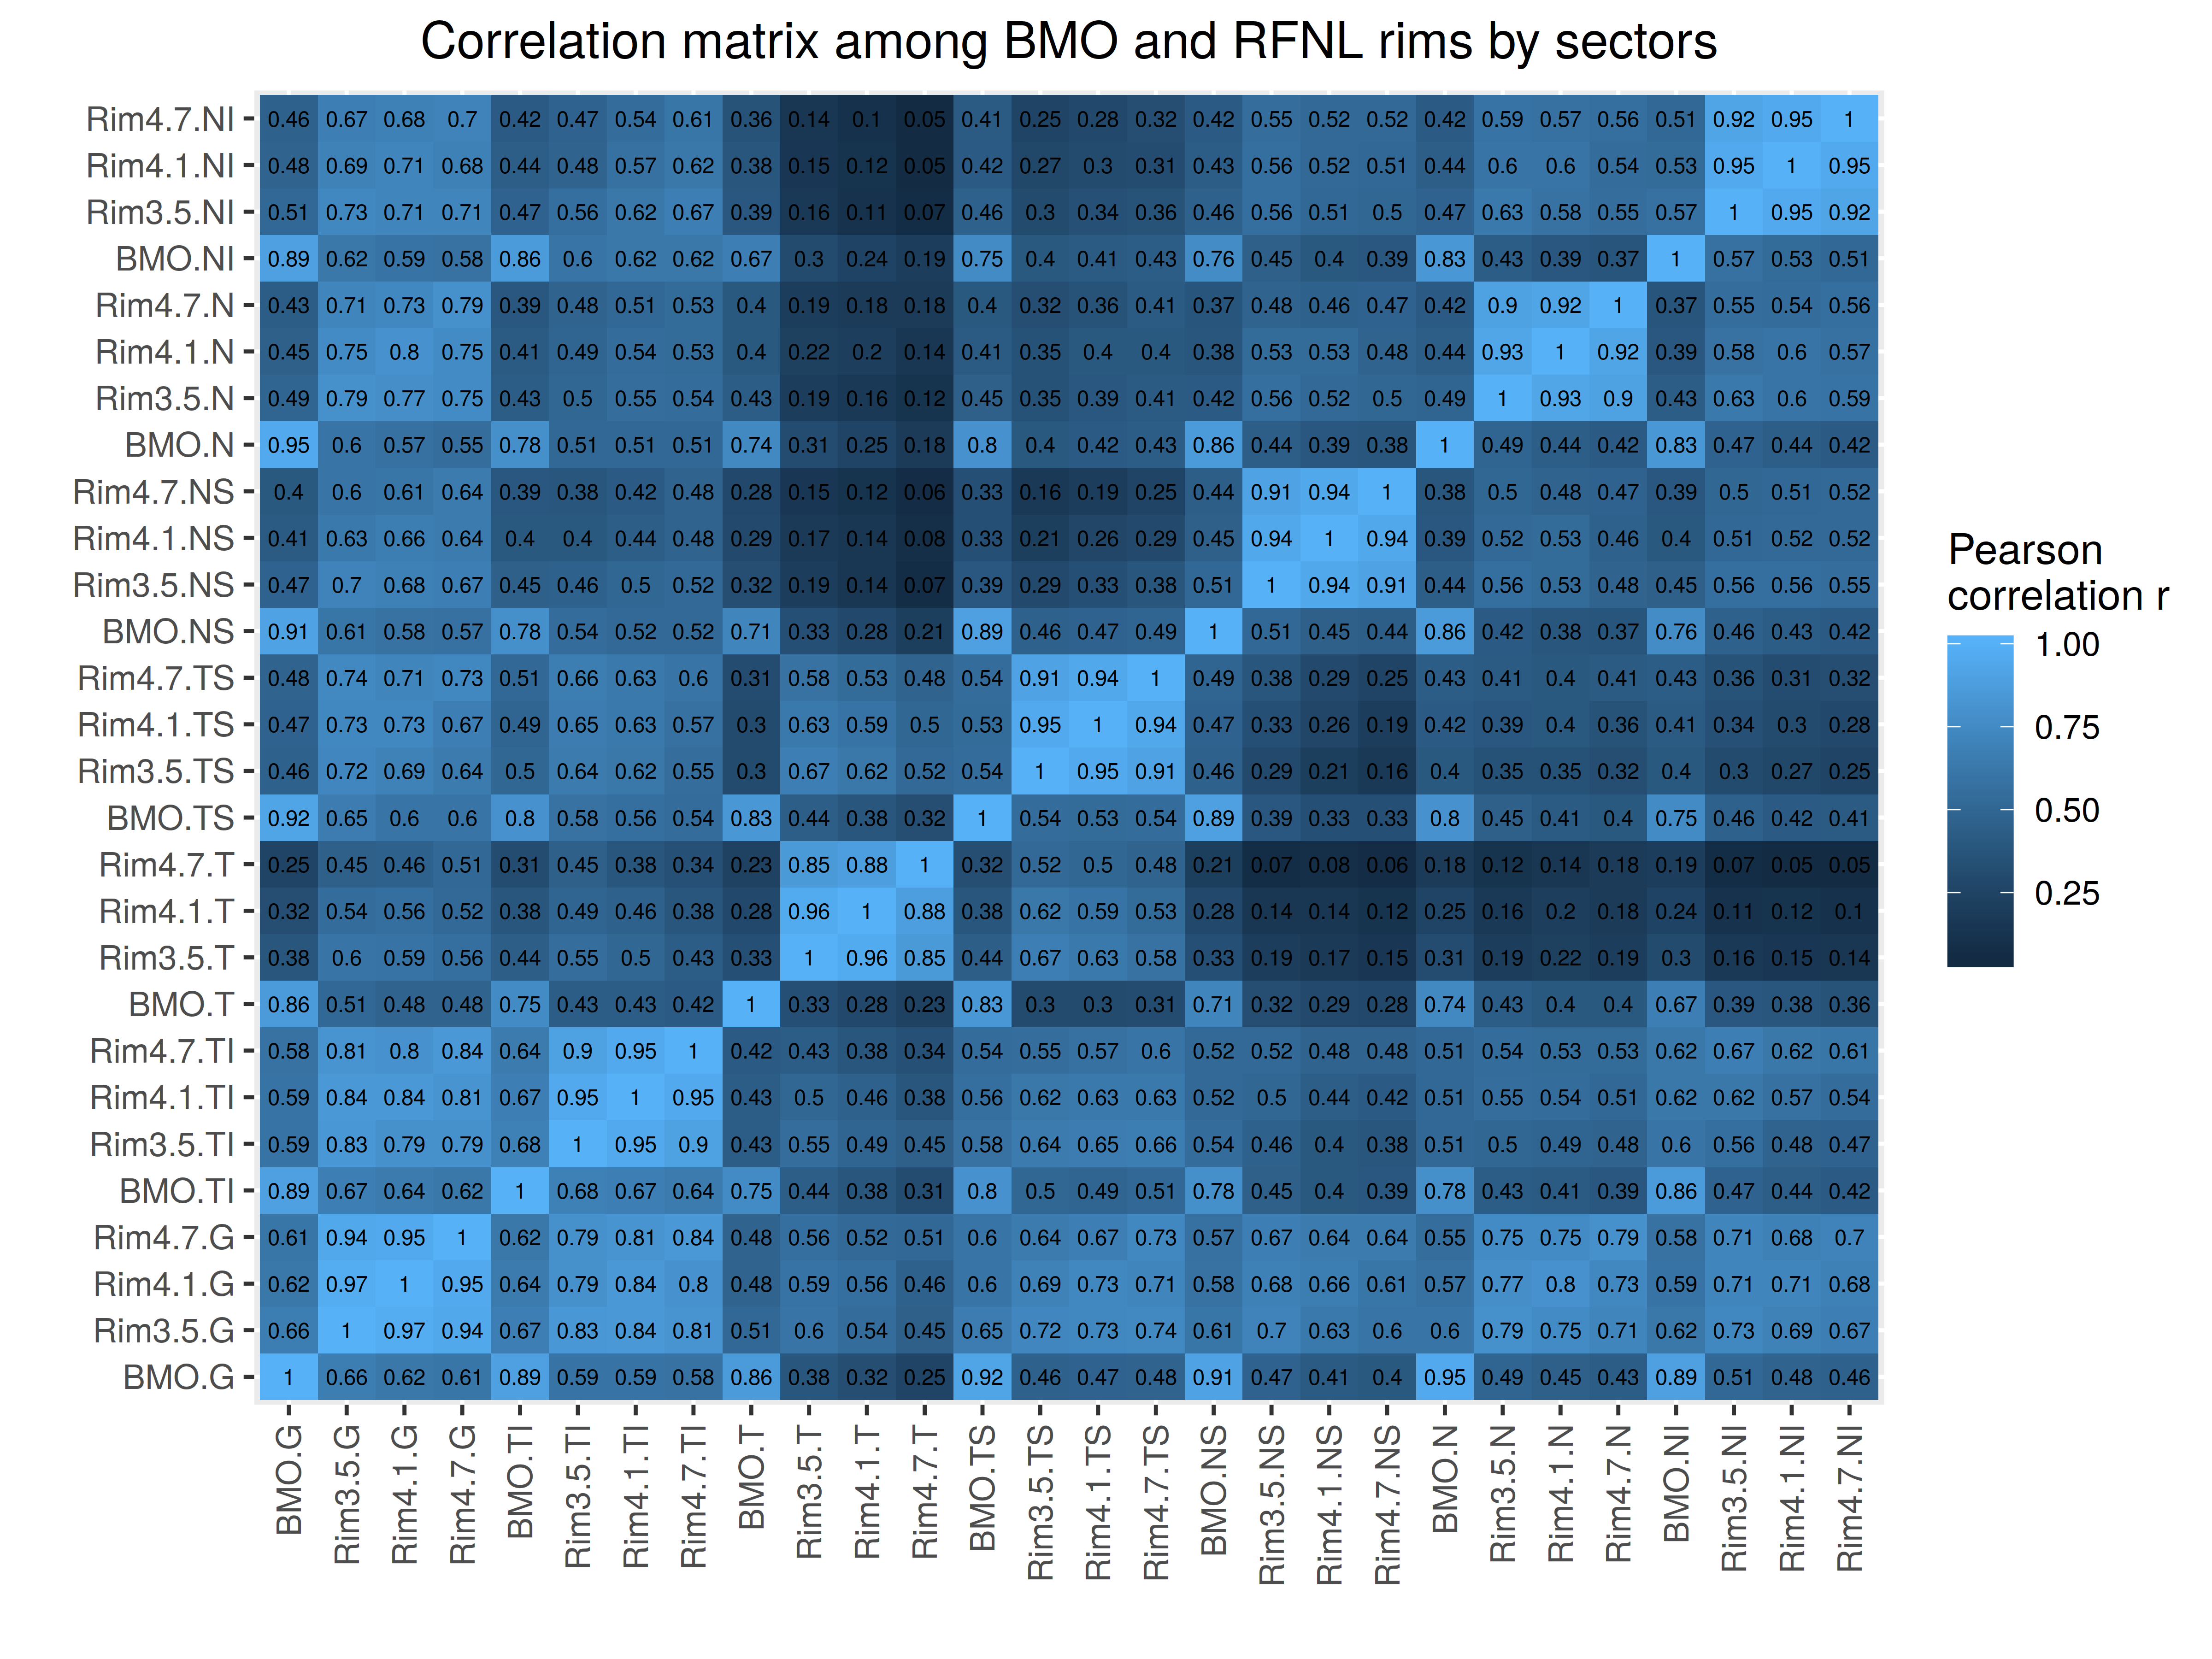 Correlation matrix among BMO and RFNL rims by sectors
Rim4.7.NI 0.46 0.67 0.68 0.7 0.42 0.47 0.54 0.61 0.36 0.14 0.1 0.05 0.41 0.25 0.28 0.32 0.42 0.55 0.52 0.52 0.42 0.59 0.57 0.56 0.51 0.92 0.95 1
Rim4.1.NI 0.48 0.69 0.71 0.68 0.44 0.48 0.57 0.62 0.38 0.15 0.12 0.05 0.42 0.27 0.3 0.31 0.43 0.56 0.52 0.51 0.44 0.6 0.6 0.54 0.53 0.95 1 0.95
Rim3.5.NI 0.51 0.73 0.71 0.71 0.47 0.56 0.62 0.67 0.39 0.16 0.11 0.07 0.46 0.3 0.34 0.36 0.46 0.56 0.51 0.5 0.47 0.63 0.58 0.55 0.57 1 0.95 0.92
BMO.NI 0.89 0.62 0.59 0.58 0.86 0.6 0.62 0.62 0.67 0.3 0.24 0.19 0.75 0.4 0.41 0.43 0.76 0.45 0.4 0.39 0.83 0.43 0.39 0.37 1 0.57 0.53 0.51
Rim4.7.N 0.43 0.71 0.73 0.79 0.39 0.48 0.51 0.53 0.4 0.19 0.18 0.18 0.4 0.32 0.36 0.41 0.37 0.48 0.46 0.47 0.42 0.9 0.92 1 0.37 0.55 0.54 0.56
Rim4.1.N 0.45 0.75 0.8 0.75 0.41 0.49 0.54 0.53 0.4 0.22 0.2 0.14 0.41 0.35 0.4 0.4 0.38 0.53 0.53 0.48 0.44 0.93 1 0.92 0.39 0.58 0.6 0.57
Rim3.5.N 0.49 0.79 0.77 0.75 0.43 0.5 0.55 0.54 0.43 0.19 0.16 0.12 0.45 0.35 0.39 0.41 0.42 0.56 0.52 0.5 0.49 1 0.93 0.9 0.43 0.63 0.6 0.59
BMO.N 0.95 0.6 0.57 0.55 0.78 0.51 0.51 0.51 0.74 0.31 0.25 0.18 0.8 0.4 0.42 0.43 0.86 0.44 0.39 0.38 1 0.49 0.44 0.42 0.83 0.47 0.44 0.42
Rim4.7.NS 0.4 0.6 0.61 0.64 0.39 0.38 0.42 0.48 0.28 0.15 0.12 0.06 0.33 0.16 0.19 0.25 0.44 0.91 0.94 1 0.38 0.5 0.48 0.47 0.39 0.5 0.51 0.52
Rim4.1.NS 0.41 0.63 0.66 0.64 0.4 0.4 0.44 0.48 0.29 0.17 0.14 0.08 0.33 0.21 0.26 0.29 0.45 0.94 1 0.94 0.39 0.52 0.53 0.46 0.4 0.51 0.52 0.52
Rim3.5.NS 0.47 0.7 0.68 0.67 0.45 0.46 0.5 0.52 0.32 0.19 0.14 0.07 0.39 0.29 0.33 0.38 0.51 1 0.94 0.91 0.44 0.56 0.53 0.48 0.45 0.56 0.56 0.55
BMO.NS 0.91 0.61 0.58 0.57 0.78 0.54 0.52 0.52 0.71 0.33 0.28 0.21 0.89 0.46 0.47 0.49 1 0.51 0.45 0.44 0.86 0.42 0.38 0.37 0.76 0.46 0.43 0.42
Rim4.7.TS 0.48 0.74 0.71 0.73 0.51 0.66 0.63 0.6 0.31 0.58 0.53 0.48 0.54 0.91 0.94 1 0.49 0.38 0.29 0.25 0.43 0.41 0.4 0.41 0.43 0.36 0.31 0.32
Rim4.1.TS 0.47 0.73 0.73 0.67 0.49 0.65 0.63 0.57 0.3 0.63 0.59 0.5 0.53 0.95 1 0.94 0.47 0.33 0.26 0.19 0.42 0.39 0.4 0.36 0.41 0.34 0.3 0.28
Rim3.5.TS 0.46 0.72 0.69 0.64 0.5 0.64 0.62 0.55 0.3 0.67 0.62 0.52 0.54 1 0.95 0.91 0.46 0.29 0.21 0.16 0.4 0.35 0.35 0.32 0.4 0.3 0.27 0.25
BMO.TS 0.92 0.65 0.6 0.6 0.8 0.58 0.56 0.54 0.83 0.44 0.38 0.32 1 0.54 0.53 0.54 0.89 0.39 0.33 0.33 0.8 0.45 0.41 0.4 0.75 0.46 0.42 0.41
Rim4.7.T 0.25 0.45 0.46 0.51 0.31 0.45 0.38 0.34 0.23 0.85 0.88 1 0.32 0.52 0.5 0.48 0.21 0.07 0.08 0.06 0.18 0.12 0.14 0.18 0.19 0.07 0.05 0.05
Rim4.1.T 0.32 0.54 0.56 0.52 0.38 0.49 0.46 0.38 0.28 0.96 1 0.88 0.38 0.62 0.59 0.53 0.28 0.14 0.14 0.12 0.25 0.16 0.2 0.18 0.24 0.11 0.12 0.1
Rim3.5.T 0.38 0.6 0.59 0.56 0.44 0.55 0.5 0.43 0.33 1 0.96 0.85 0.44 0.67 0.63 0.58 0.33 0.19 0.17 0.15 0.31 0.19 0.22 0.19 0.3 0.16 0.15 0.14
BMO.T 0.86 0.51 0.48 0.48 0.75 0.43 0.43 0.42 1 0.33 0.28 0.23 0.83 0.3 0.3 0.31 0.71 0.32 0.29 0.28 0.74 0.43 0.4 0.4 0.67 0.39 0.38 0.36
Rim4.7.TI 0.58 0.81 0.8 0.84 0.64 0.9 0.95 1 0.42 0.43 0.38 0.34 0.54 0.55 0.57 0.6 0.52 0.52 0.48 0.48 0.51 0.54 0.53 0.53 0.62 0.67 0.62 0.61
Rim4.1.TI 0.59 0.84 0.84 0.81 0.67 0.95 1 0.95 0.43 0.5 0.46 0.38 0.56 0.62 0.63 0.63 0.52 0.5 0.44 0.42 0.51 0.55 0.54 0.51 0.62 0.62 0.57 0.54
Rim3.5.TI 0.59 0.83 0.79 0.79 0.68 1 0.95 0.9 0.43 0.55 0.49 0.45 0.58 0.64 0.65 0.66 0.54 0.46 0.4 0.38 0.51 0.5 0.49 0.48 0.6 0.56 0.48 0.47
BMO.TI 0.89 0.67 0.64 0.62 1 0.68 0.67 0.64 0.75 0.44 0.38 0.31 0.8 0.5 0.49 0.51 0.78 0.45 0.4 0.39 0.78 0.43 0.41 0.39 0.86 0.47 0.44 0.42
Rim4.7.G 0.61 0.94 0.95 1 0.62 0.79 0.81 0.84 0.48 0.56 0.52 0.51 0.6 0.64 0.67 0.73 0.57 0.67 0.64 0.64 0.55 0.75 0.75 0.79 0.58 0.71 0.68 0.7
Rim4.1.G 0.62 0.97 1 0.95 0.64 0.79 0.84 0.8 0.48 0.59 0.56 0.46 0.6 0.69 0.73 0.71 0.58 0.68 0.66 0.61 0.57 0.77 0.8 0.73 0.59 0.71 0.71 0.68
Rim3.5.G 0.66 1 0.97 0.94 0.67 0.83 0.84 0.81 0.51 0.6 0.54 0.45 0.65 0.72 0.73 0.74 0.61 0.7 0.63 0.6 0.6 0.79 0.75 0.71 0.62 0.73 0.69 0.67
BMO.G 1 0.66 0.62 0.61 0.89 0.59 0.59 0.58 0.86 0.38 0.32 0.25 0.92 0.46 0.47 0.48 0.91 0.47 0.41 0.4 0.95 0.49 0.45 0.43 0.89 0.51 0.48 0.46
BMO.G Rim3.5.G Rim4.1.G Rim4.7.G BMO.TI Rim3.5.TI Rim4.1.TI Rim4.7.TI BMO.T Rim3.5.T Rim4.1.T Rim4.7.T BMO.TS Rim3.5.TS Rim4.1.TS Rim4.7.TS BMO.NS Rim3.5.NS Rim4.1.NS Rim4.7.NS BMO.N Rim3.5.N Rim4.1.N Rim4.7.N BMO.NI Rim3.5.NI Rim4.1.NI Rim4.7.NI
Pearson
correlation r
1.00
0.75
0.50
0.25